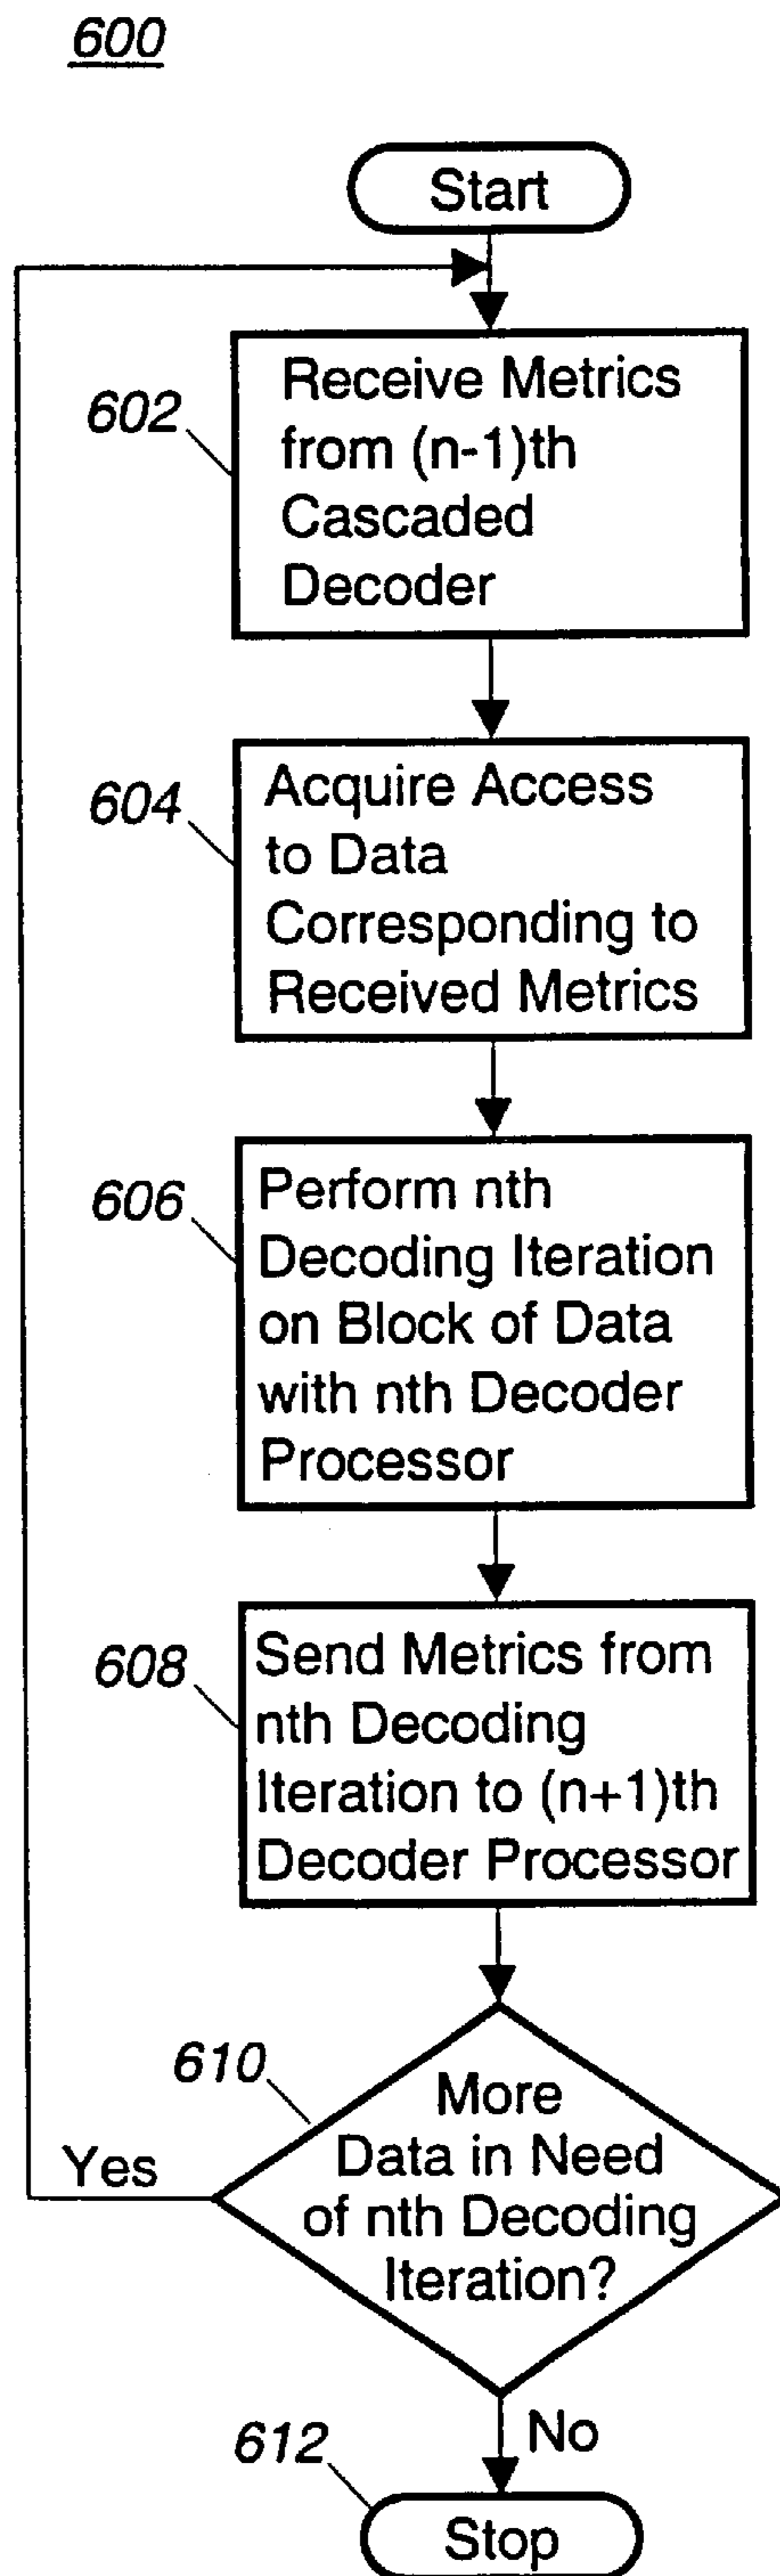 600
Start
602
Receive Metrics
from (n-1)th
Cascaded
Decoder
604
Acquire Access
to Data
Corresponding to
Received Metrics
606
Perform nth
Decoding Iteration
on Block of Data
with nth Decoder
Processor
608
Send Metrics from
nth Decoding
Iteration to (n+1)th
Decoder Processor
610
More
Data in Need
of nth Decoding
Iteration?
Yes
No
612
Stop